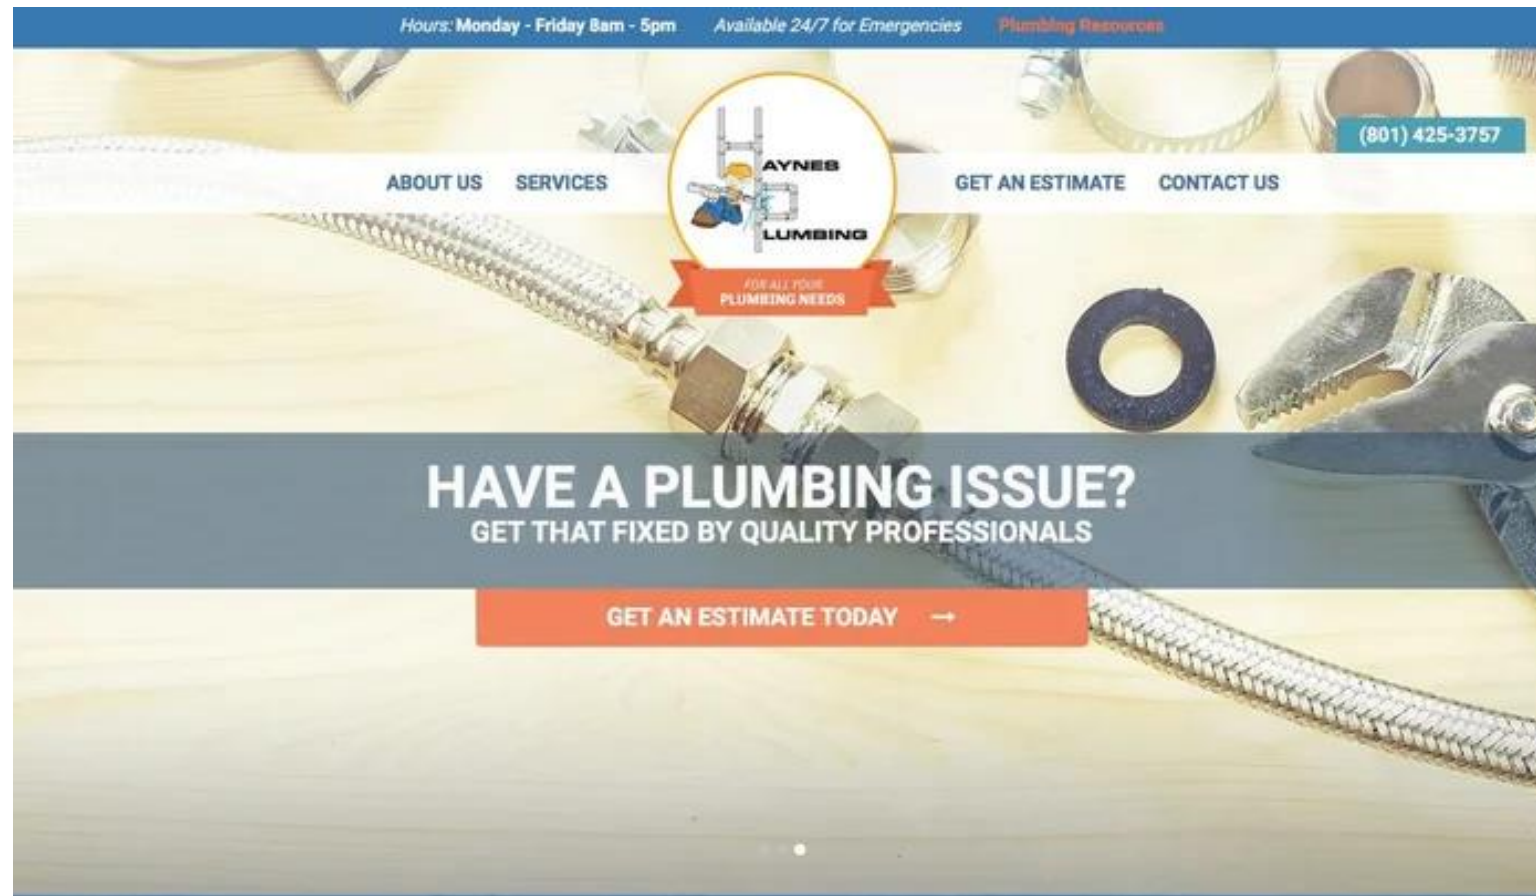 Hours: Monday - Friday 8am - 5pm Available 24/7 for Emergencies Plumbing Resources
(801) 425-3757
ABOUT US SERVICES GET AN ESTIMATE CONTACT US
HAYNES
PLUMBING
FOR ALL YOUR
PLUMBING NEEDS
HAVE A PLUMBING ISSUE?
GET THAT FIXED BY QUALITY PROFESSIONALS
GET AN ESTIMATE TODAY →